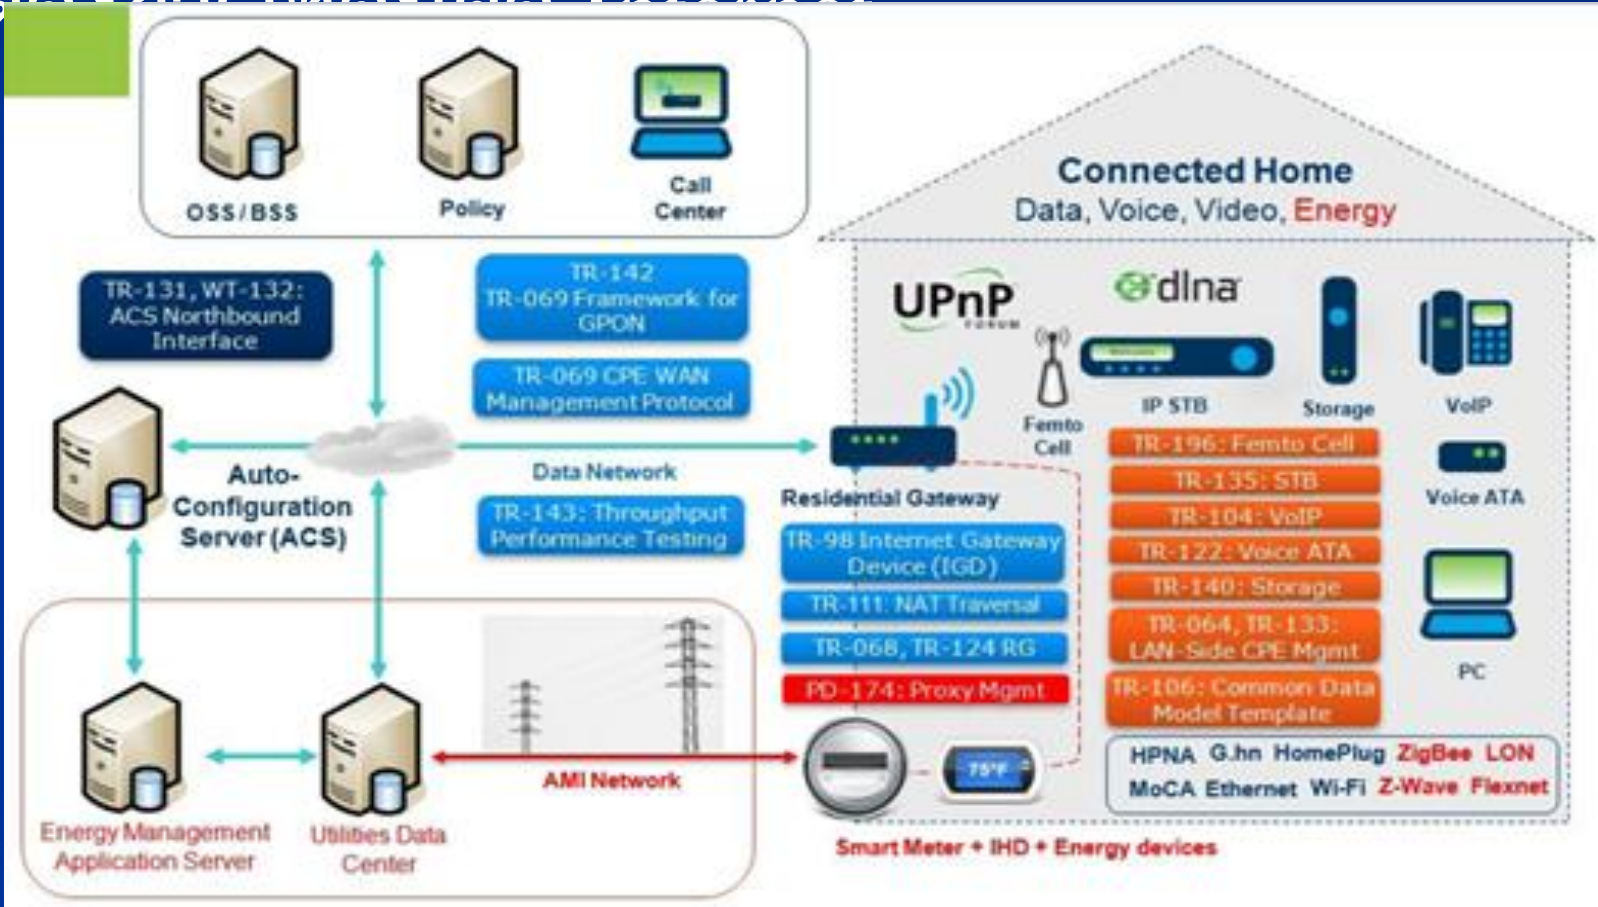 OSS/BSS
Policy
Call
Center
TR-131, WT-132:
ACS Northbound
Interface
TR-142
TR-069 Framework for
GPON
TR-069 CPE WAN
Management Protocol
Auto-
Configuration
Server (ACS)
Data Network
TR-143: Throughput
Performance Testing
Energy Management
Application Server
Utilities Data
Center
AMI Network
Connected Home
Data, Voice, Video, Energy
UPnP
FORUM
dlna
Femto
Cell
IP STB
Storage
VoIP
Voice ATA
PC
Residential Gateway
TR-98 Internet Gateway
Device (IGD)
TR-111: NAT Traversal
TR-068, TR-124 RG
PD-174: Proxy Mgmt
TR-196: Femto Cell
TR-135: STB
TR-104: VoIP
TR-122: Voice ATA
TR-140: Storage
TR-064, TR-133:
LAN-Side CPE Mgmt
TR-106: Common Data
Model Template
75°F
HPNA G.hn HomePlug ZigBee LON
MoCA Ethernet Wi-Fi Z-Wave Flexnet
Smart Meter + IHD + Energy devices